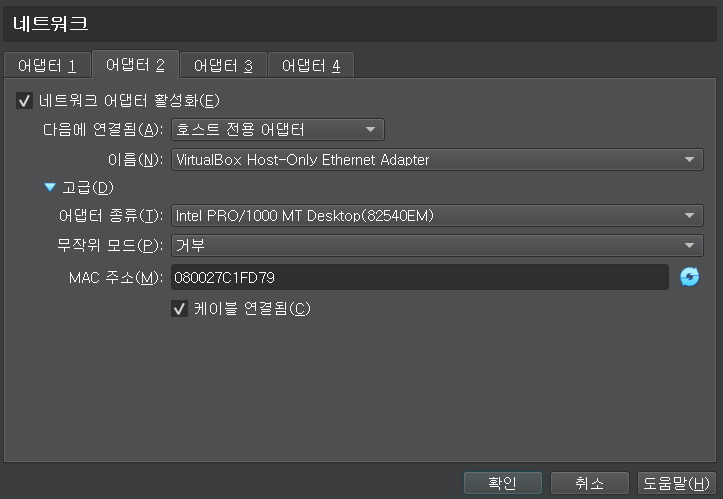 네트워크
어댑터 1 어댑터 2 어댑터 3 어댑터 4
네트워크 어댑터 활성화(E)
다음에 연결됨(A): 호스트 전용 어댑터
이름(N): VirtualBox Host-Only Ethernet Adapter
고급(D)
어댑터 종류(T): Intel PRO/1000 MT Desktop(82540EM)
무작위 모드(P): 거부
MAC 주소(M): 080027C1FD79
케이블 연결됨(C)
확인 취소 도움말(H)